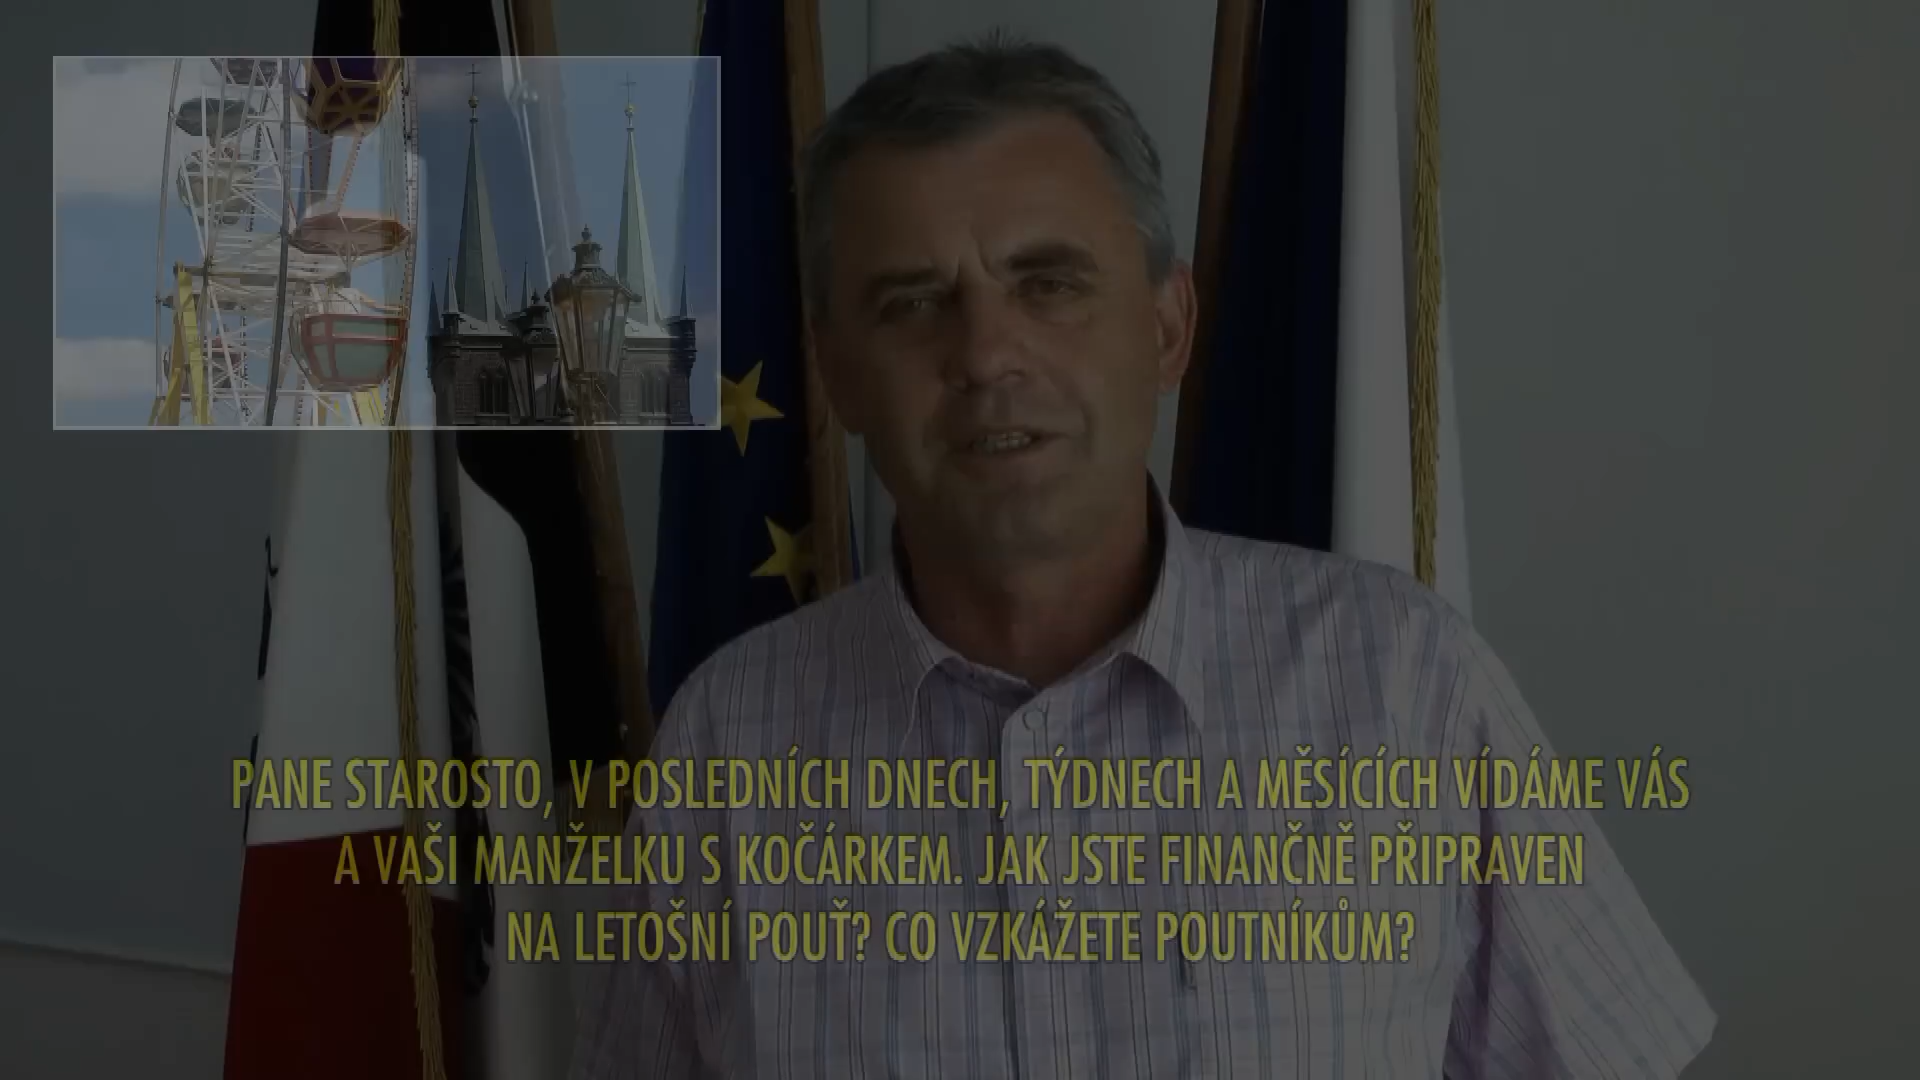 PANE STAROSTO, V POSLEDNÍCH DNECH, TÝDNECH A MĚSÍCÍCH VÍDÁME VÁS
A VAŠI MANŽELKU S KOČÁRKEM. JAK JSTE FINANČNĚ PŘIPRAVEN
NA LETOŠNÍ POUŤ? CO VZKÁŽETE POUTNÍKŮM?